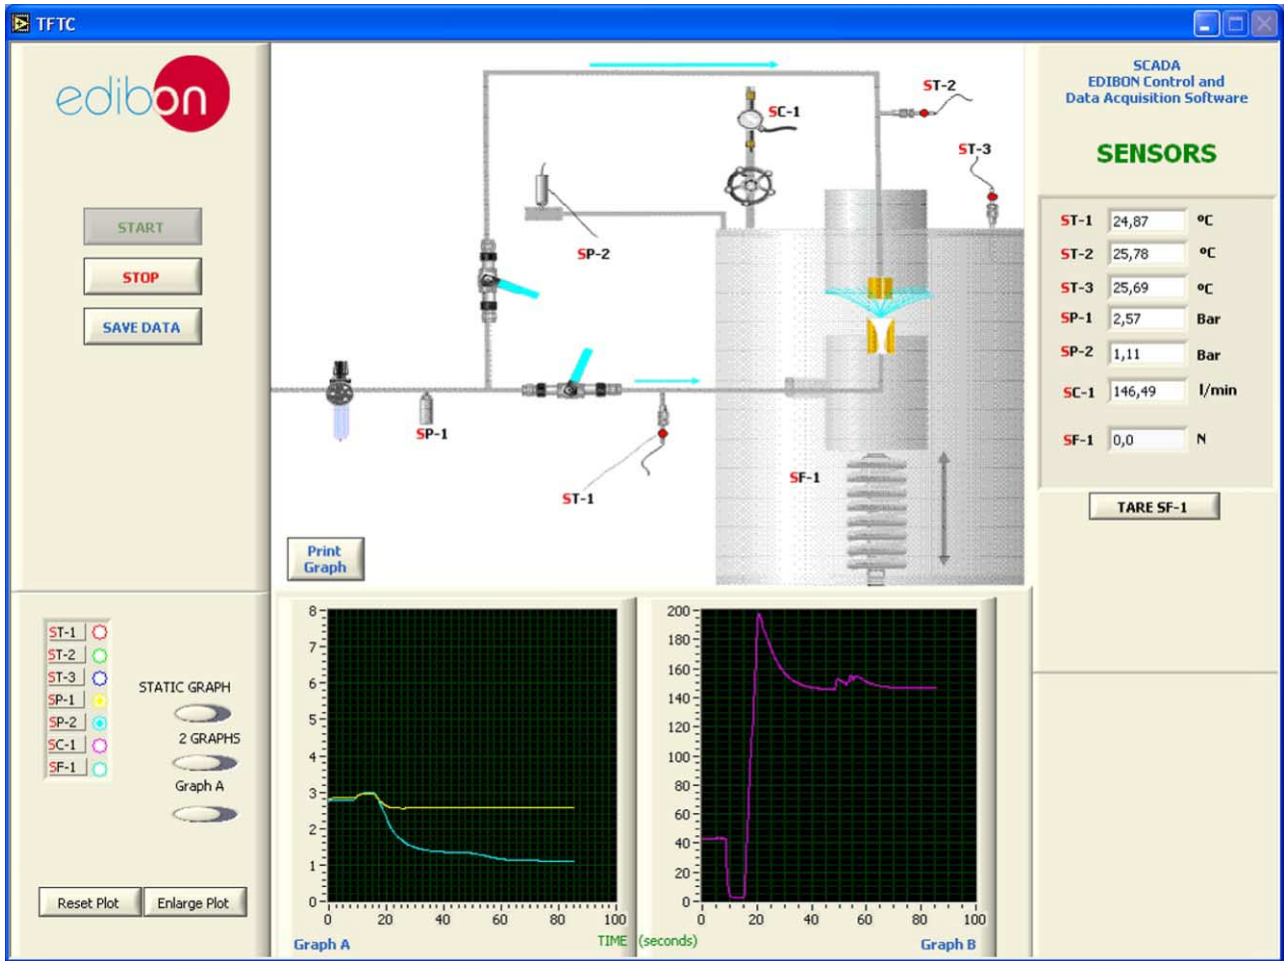 TFTC
edibon
START
STOP
SAVE DATA
ST-2
SC-1
ST-3
SP-2
SP-1
ST-1
SF-1
Print
Graph
SCADA
EDIBON Control and
Data Acquisition Software
SENSORS
ST-1 24,87 ºC
ST-2 25,78 ºC
ST-3 25,69 ºC
SP-1 2,57 Bar
SP-2 1,11 Bar
SC-1 146,49 l/min
SF-1 0,0 N
TARE SF-1
ST-1
ST-2
ST-3
SP-1
SP-2
SC-1
SF-1
STATIC GRAPH
2 GRAPHS
Graph A
Reset Plot
Enlarge Plot
8
7
6
5
4
3
2
1
0
0 20 40 60 80 100
Graph A
TIME (seconds)
200
180
160
140
120
100
80
60
40
20
0
0 20 40 60 80 100
Graph B